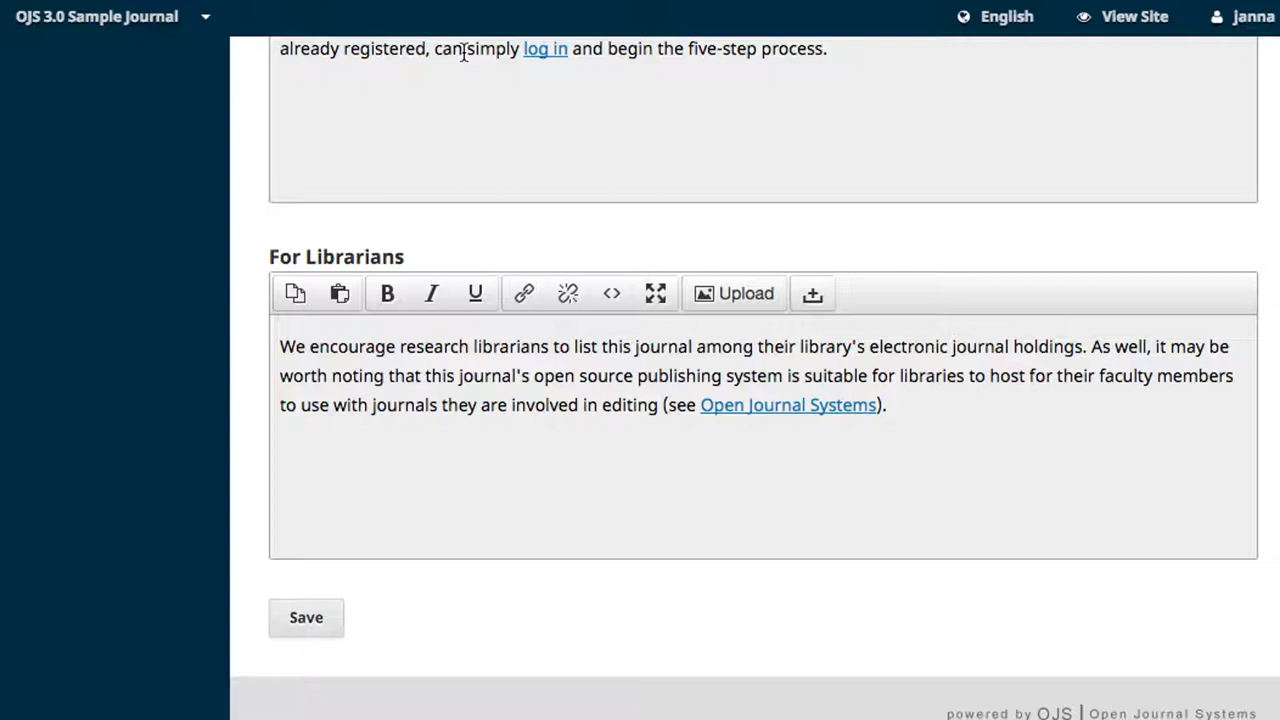 OJS 3.0 Sample Journal English View Site janna
already registered, can simply log in and begin the five-step process.
For Librarians
B I U <> Upload
We encourage research librarians to list this journal among their library's electronic journal holdings. As well, it may be
worth noting that this journal's open source publishing system is suitable for libraries to host for their faculty members
to use with journals they are involved in editing (see Open Journal Systems).
Save
powered by OJS | Open Journal Systems